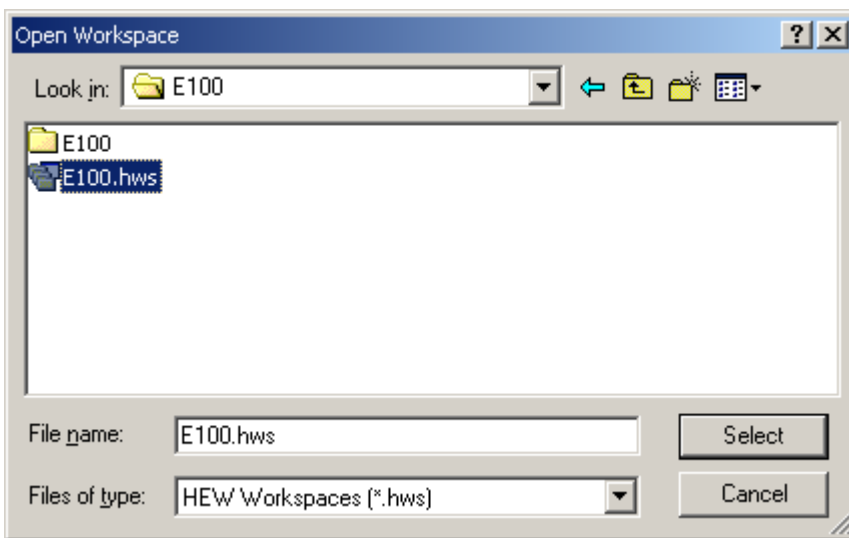 Open Workspace
Look in: E100
E100
E100.hws
File name: E100.hws Select
Files of type: HEW Workspaces (*.hws) Cancel